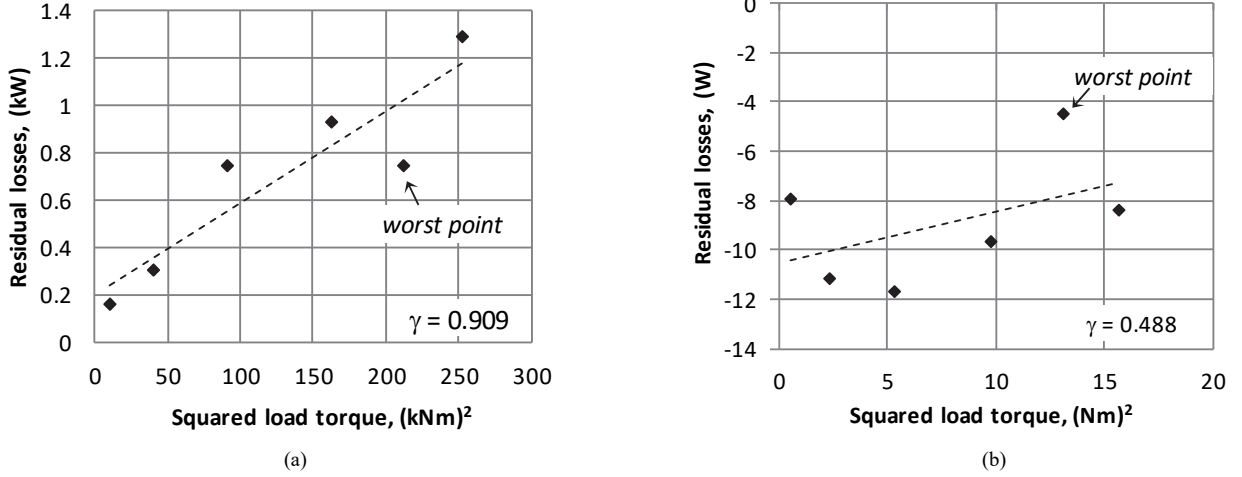 Residual losses, (kW)
1.4
1.2
1
0.8
0.6
0.4
0.2
0
worst point
γ = 0.909
0 50 100 150 200 250 300
Squared load torque, (kNm)²
(a)
Residual losses, (W)
0
-2
-4
-6
-8
-10
-12
-14
worst point
γ = 0.488
0 5 10 15 20
Squared load torque, (Nm)²
(b)